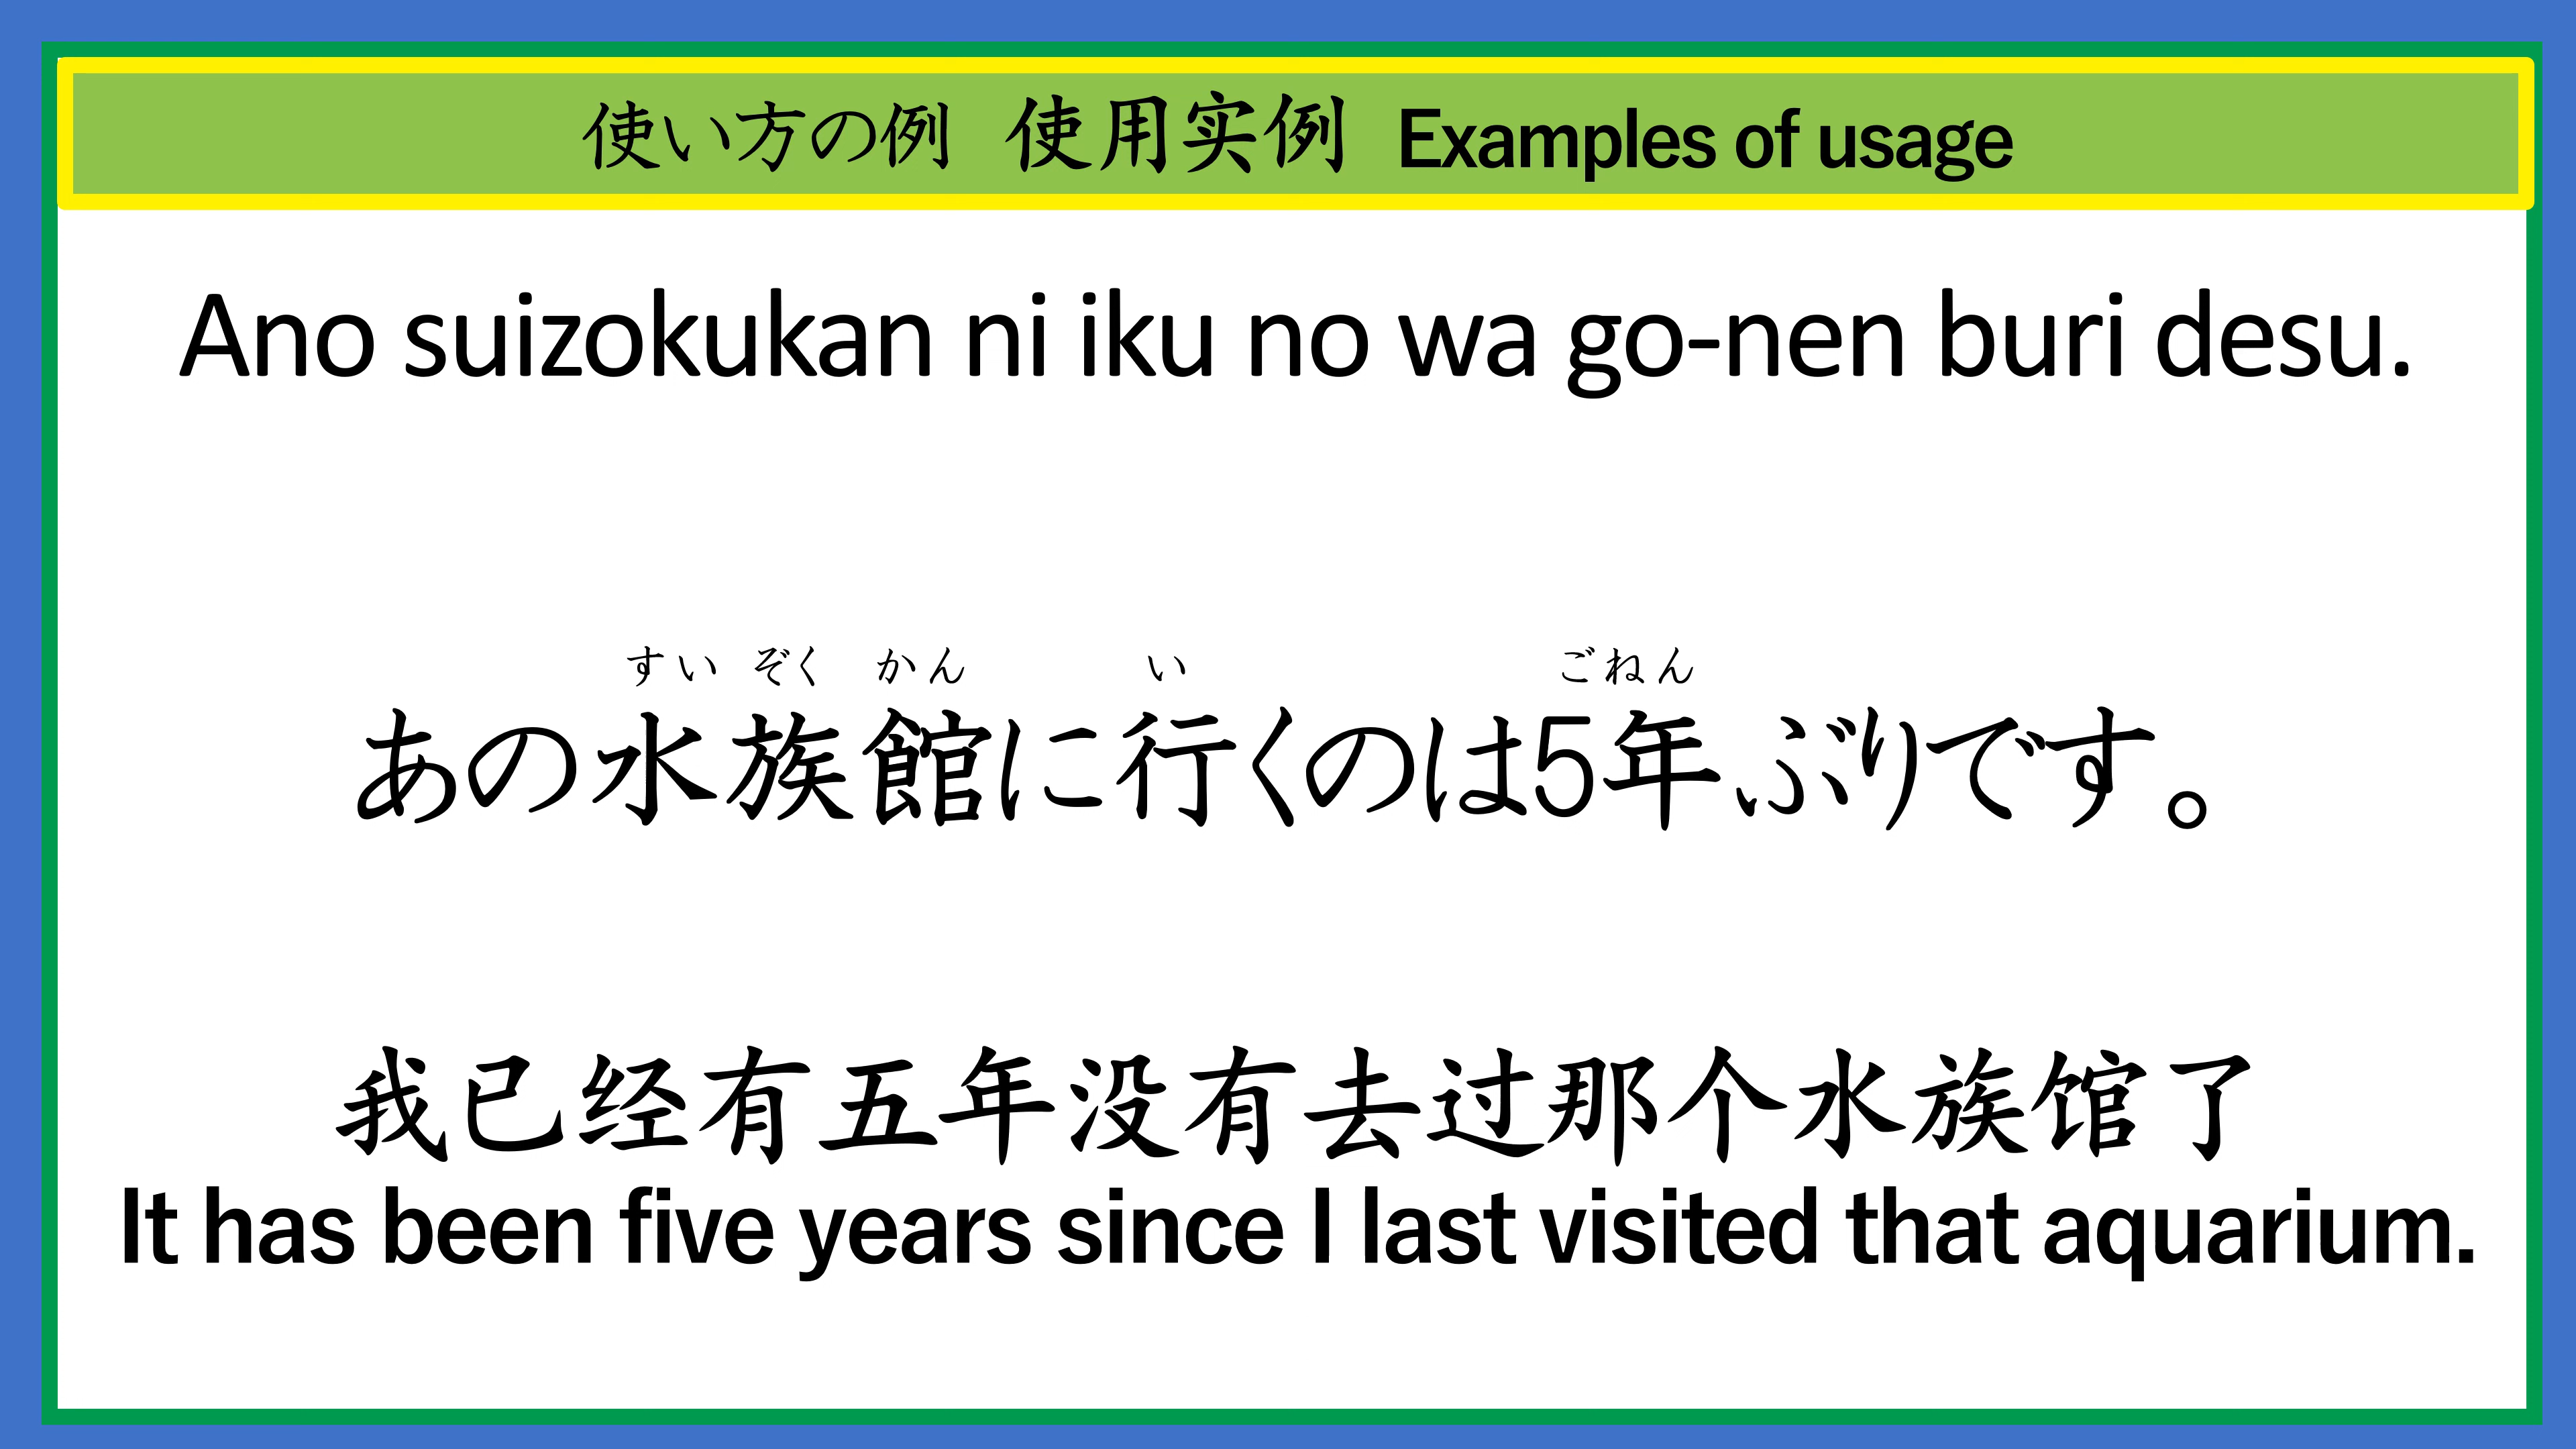 使い方の例 使用实例 Examples of usage
Ano suizokukan ni iku no wa go-nen buri desu.
すい ぞく かん い ごねん
あの水族館に行くのは5年ぶりです。
我已经有五年没有去过那个水族馆了
It has been five years since I last visited that aquarium.